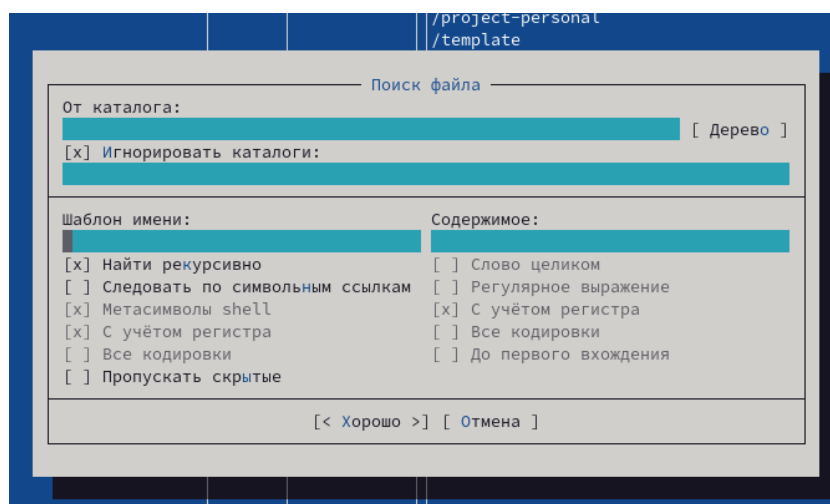 /project-personal
/template
Поиск файла
От каталога:
[ Дерево ]
[x] Игнорировать каталоги:
Шаблон имени:
[x] Найти рекурсивно
[ ] Следовать по символьным ссылкам
[x] Метасимволы shell
[x] С учётом регистра
[ ] Все кодировки
[ ] Пропускать скрытые
Содержимое:
[ ] Слово целиком
[ ] Регулярное выражение
[x] С учётом регистра
[ ] Все кодировки
[ ] До первого вхождения
[< Хорошо >] [ Отмена ]